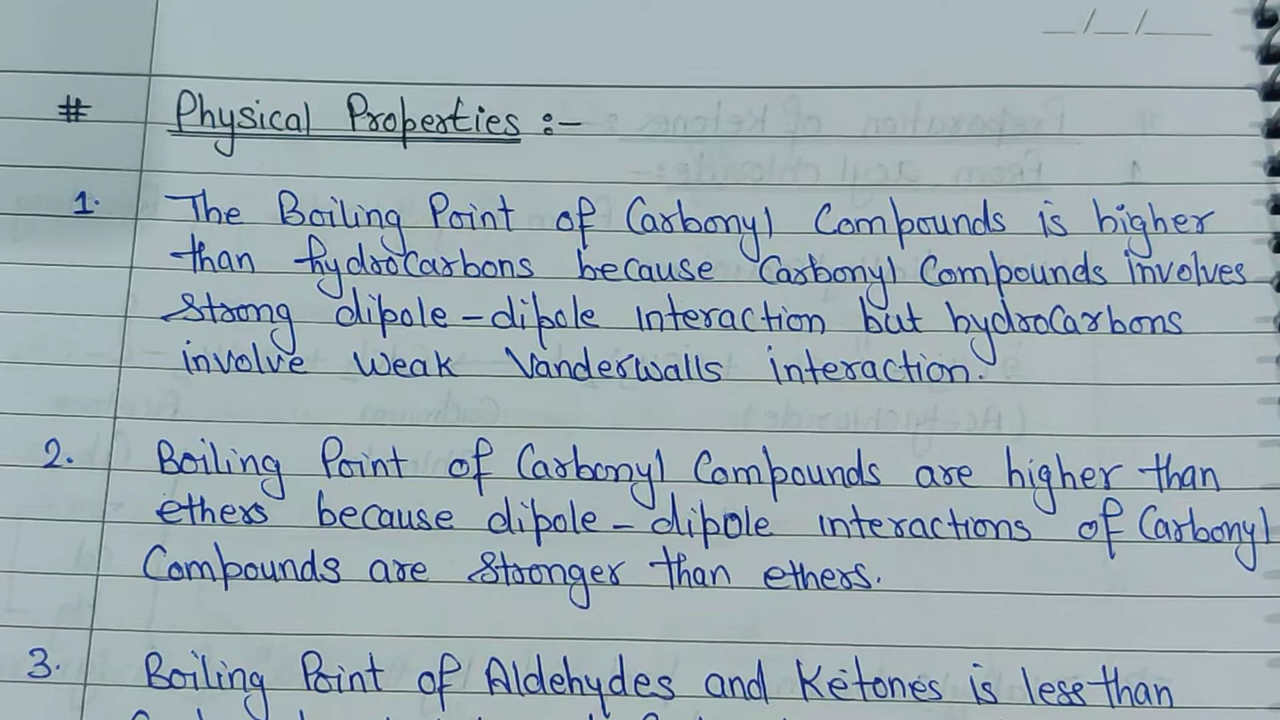 __/__/____
# Physical Properties :-
1. The Boiling Point of Carbonyl Compounds is higher
than hydrocarbons because Carbonyl Compounds involves
strong dipole-dipole interaction but hydrocarbons
involve weak Vanderwalls interaction.
2. Boiling Point of Carbonyl Compounds are higher than
ethers because dipole-dipole interactions of Carbonyl
Compounds are stronger than ethers.
3. Boiling Point of Aldehydes and Ketones is less than